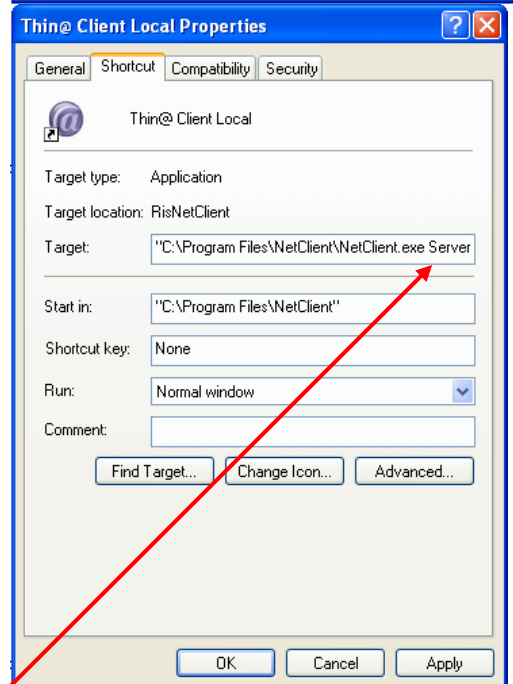 Thin@ Client Local Properties
General Shortcut Compatibility Security
Thin@ Client Local
Target type: Application
Target location: RisNetClient
Target: "C:\Program Files\NetClient\NetClient.exe Server
Start in: "C:\Program Files\NetClient"
Shortcut key: None
Run: Normal window
Comment:
Find Target... Change Icon... Advanced...
OK Cancel Apply